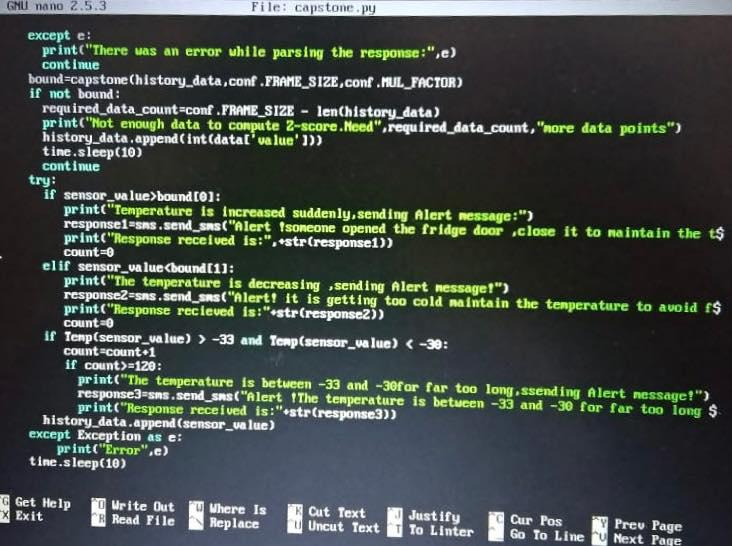 GNU nano 2.5.3 File: capstone.py
except e:
print("There was an error while parsing the response:",e)
continue
bound=capstone(history_data,conf.FRAME_SIZE,conf.MUL_FACTOR)
if not bound:
required_data_count=conf.FRAME_SIZE - len(history_data)
print("Not enough data to compute Z-score.Need",required_data_count,"more data points")
history_data.append(int(data['value']))
time.sleep(10)
continue
try:
if sensor_value>bound[0]:
print("Temperature is increased suddenly,sending Alert message:")
response1=sms.send_sms("Alert !someone opened the fridge door ,close it to maintain the t$
print("Response received is:",+str(response1))
count=0
elif sensor_value<bound[1]:
print("The temperature is decreasing ,sending Alert message!")
response2=sms.send_sms("Alert! it is getting too cold maintain the temperature to avoid f$
print("Response recieved is:"+str(response2))
count=0
if Temp(sensor_value) > -33 and Temp(sensor_value) < -30:
count=count+1
if count>=120:
print("The temperature is between -33 and -30for far too long,ssending Alert message!")
response3=sms.send_sms("Alert !The temperature is between -33 and -30 for far too long $
print("Response received is:"+str(response3))
history_data.append(sensor_value)
except Exception as e:
print("Error",e)
time.sleep(10)
^G Get Help ^O Write Out ^W Where Is ^K Cut Text ^J Justify ^C Cur Pos ^Y Prev Page
^X Exit ^R Read File ^\ Replace ^U Uncut Text ^T To Linter ^_ Go To Line ^V Next Page